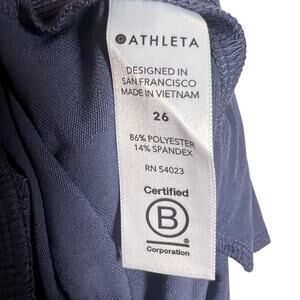 ATHLETA
DESIGNED IN
SAN FRANCISCO
MADE IN VIETNAM
26
86% POLYESTER
14% SPANDEX
RN 54023
Certified
B
Corporation